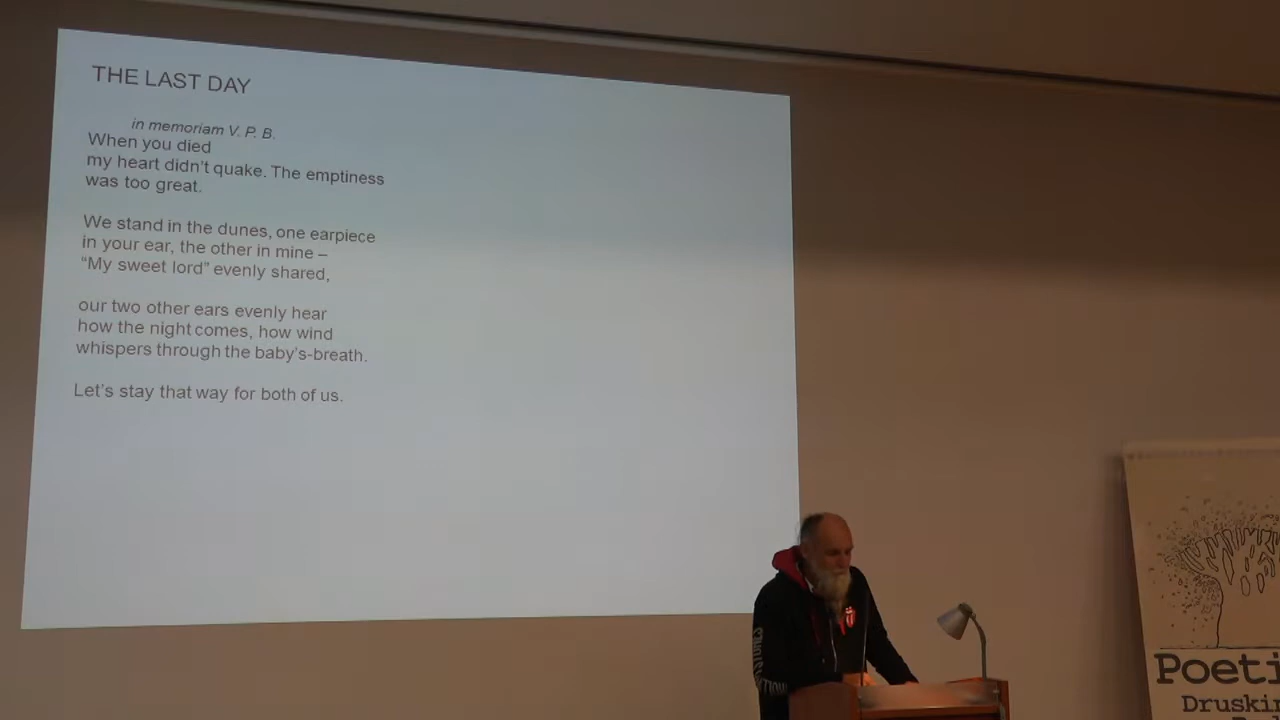 THE LAST DAY
in memoriam V. P. B.
When you died
my heart didn't quake. The emptiness
was too great.
We stand in the dunes, one earpiece
in your ear, the other in mine –
“My sweet lord” evenly shared,
our two other ears evenly hear
how the night comes, how wind
whispers through the baby's-breath.
Let's stay that way for both of us.
Poeti
Druskin